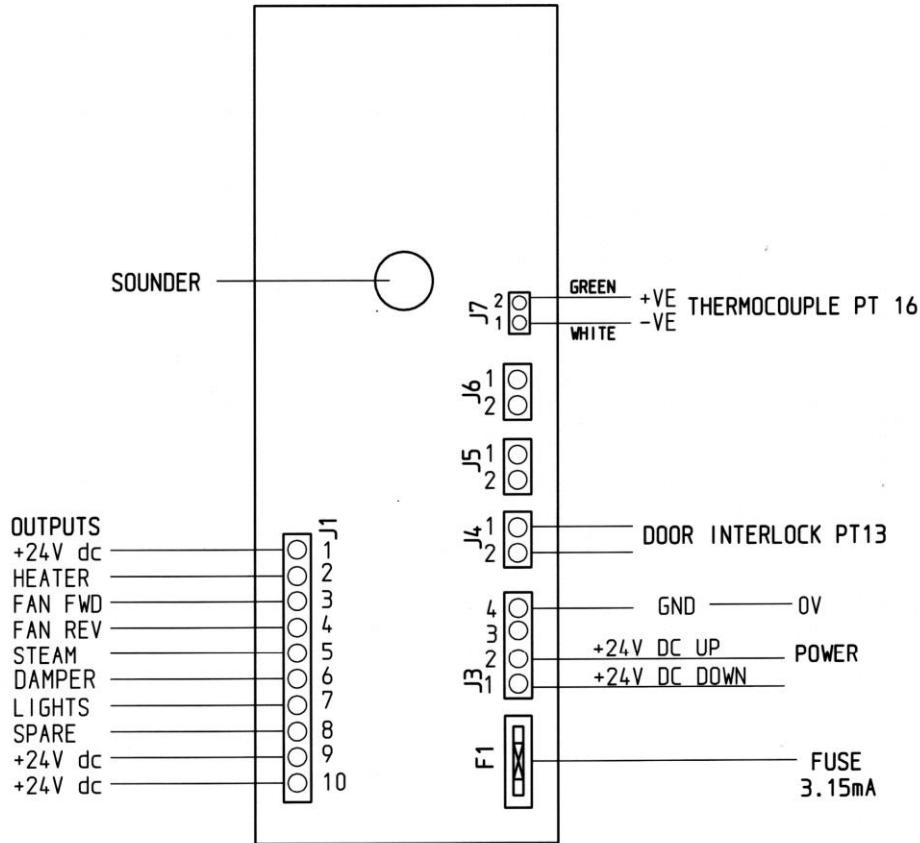 SOUNDER
J7
2
1
GREEN
WHITE
+VE
-VE
THERMOCOUPLE PT 16
J6
1
2
J5
1
2
J4
1
2
DOOR INTERLOCK PT13
J3
4
3
2
1
GND
0V
+24V DC UP
+24V DC DOWN
POWER
F1
FUSE
3.15mA
OUTPUTS
J1
+24V dc 1
HEATER 2
FAN FWD 3
FAN REV 4
STEAM 5
DAMPER 6
LIGHTS 7
SPARE 8
+24V dc 9
+24V dc 10